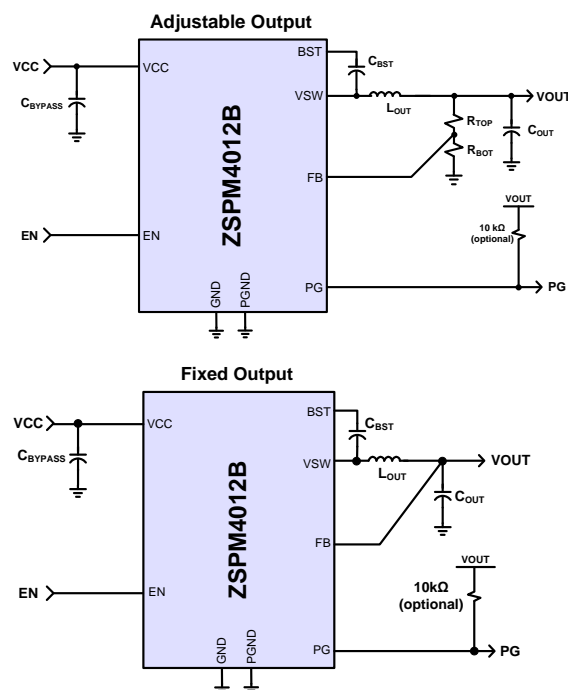 Adjustable Output
BST
CBST
VCC
VCC
CBYPASS
VSW
LOUT
VOUT
RTOP
COUT
RBOT
ZSPM4012B
FB
VOUT
10 kΩ
(optional)
EN
EN
GND
PGND
PG
PG
Fixed Output
BST
CBST
VCC
VCC
CBYPASS
VSW
LOUT
VOUT
COUT
ZSPM4012B
FB
VOUT
10kΩ
(optional)
EN
EN
GND
PGND
PG
PG